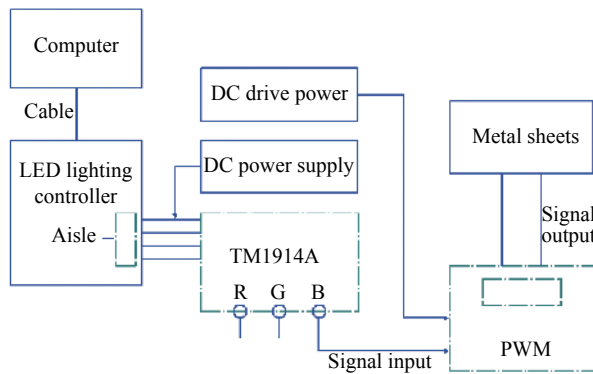 Computer
Cable
LED lighting
controller
Aisle
DC drive power
DC power supply
TM1914A
R G B
Signal input
Metal sheets
Signal
output
PWM